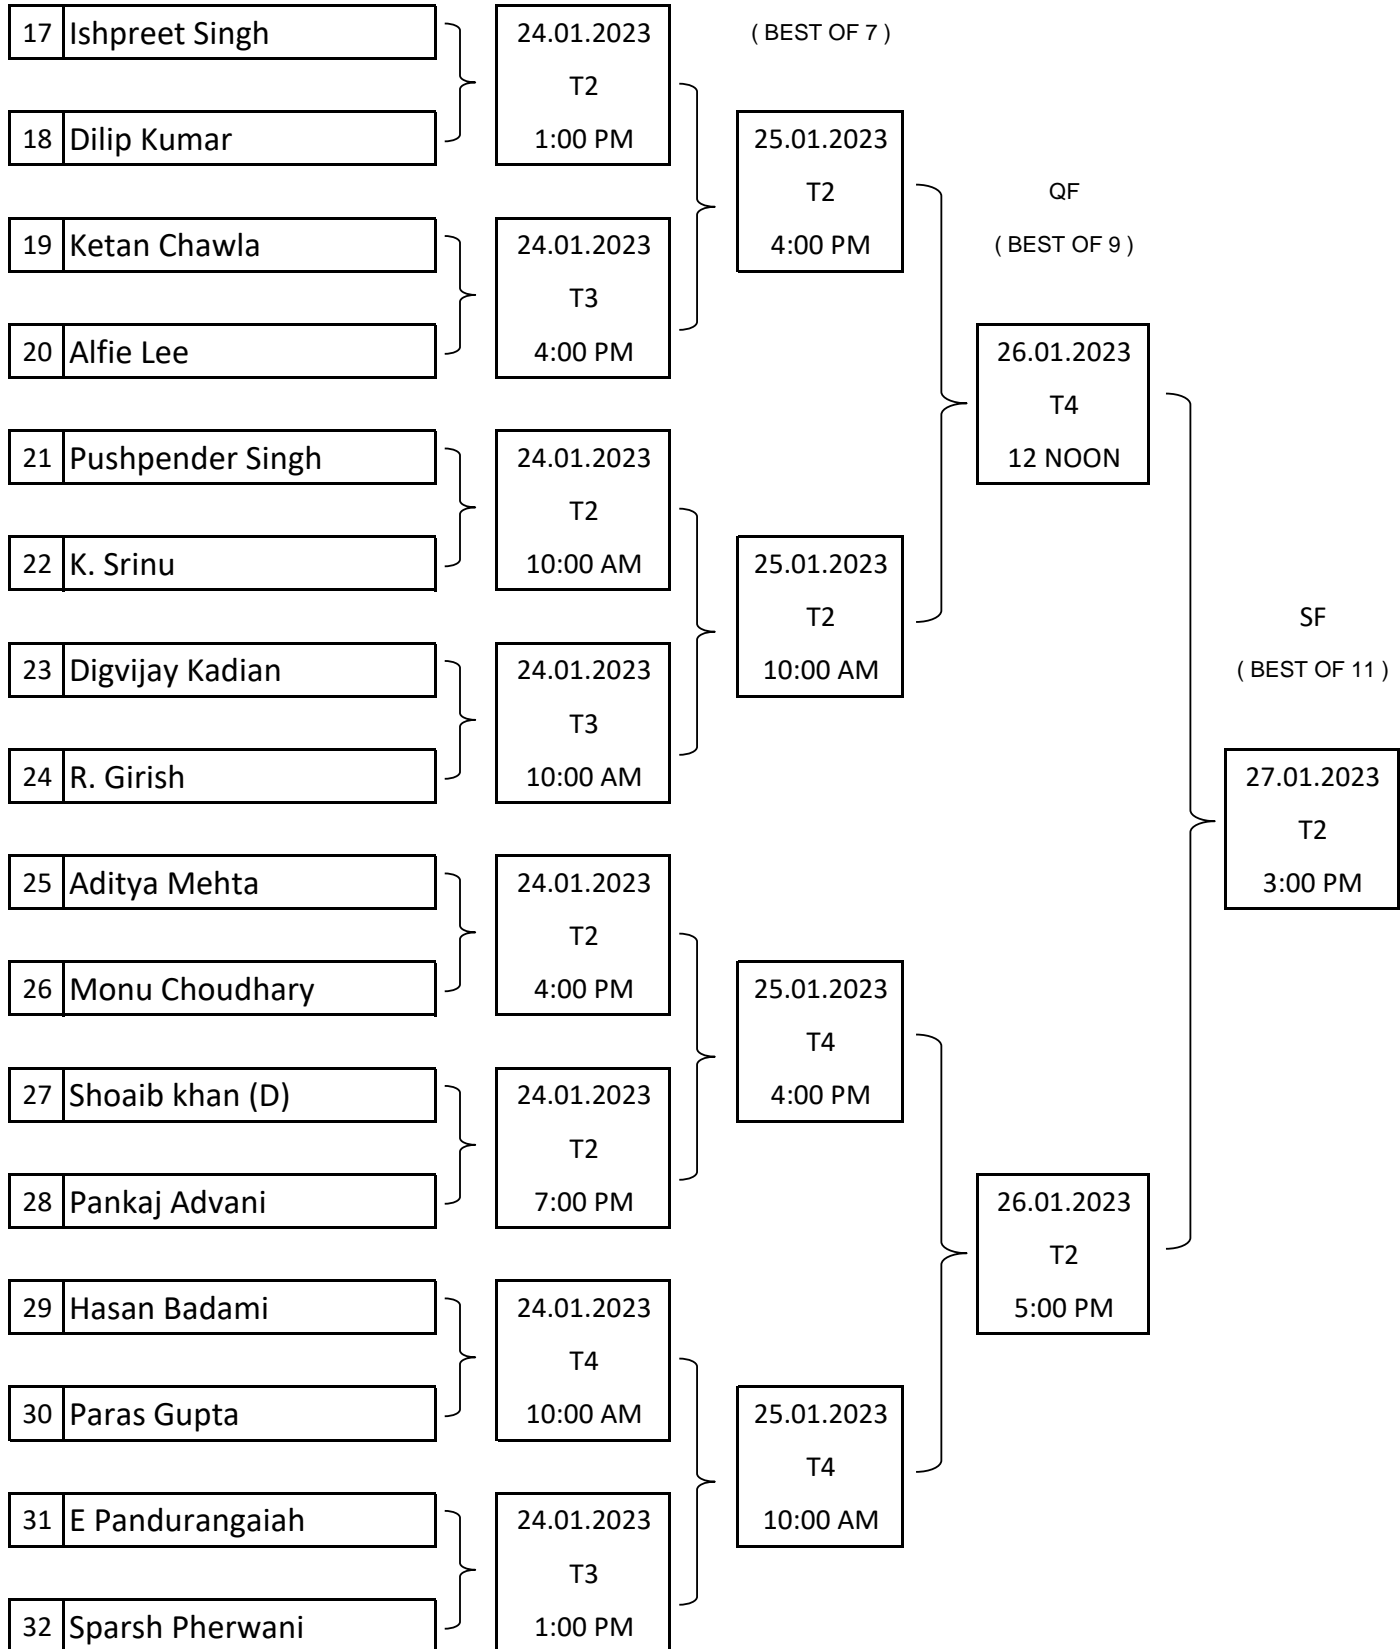 17 Ishpreet Singh
24.01.2023
T2
1:00 PM
( BEST OF 7 )
18 Dilip Kumar
25.01.2023
T2
4:00 PM
QF
( BEST OF 9 )
19 Ketan Chawla
24.01.2023
T3
4:00 PM
20 Alfie Lee
26.01.2023
T4
12 NOON
21 Pushpender Singh
24.01.2023
T2
10:00 AM
22 K. Srinu
25.01.2023
T2
10:00 AM
SF
( BEST OF 11 )
23 Digvijay Kadian
24.01.2023
T3
10:00 AM
24 R. Girish
27.01.2023
T2
3:00 PM
25 Aditya Mehta
24.01.2023
T2
4:00 PM
26 Monu Choudhary
25.01.2023
T4
4:00 PM
27 Shoaib khan (D)
24.01.2023
T2
7:00 PM
28 Pankaj Advani
26.01.2023
T2
5:00 PM
29 Hasan Badami
24.01.2023
T4
10:00 AM
30 Paras Gupta
25.01.2023
T4
10:00 AM
31 E Pandurangaiah
24.01.2023
T3
1:00 PM
32 Sparsh Pherwani